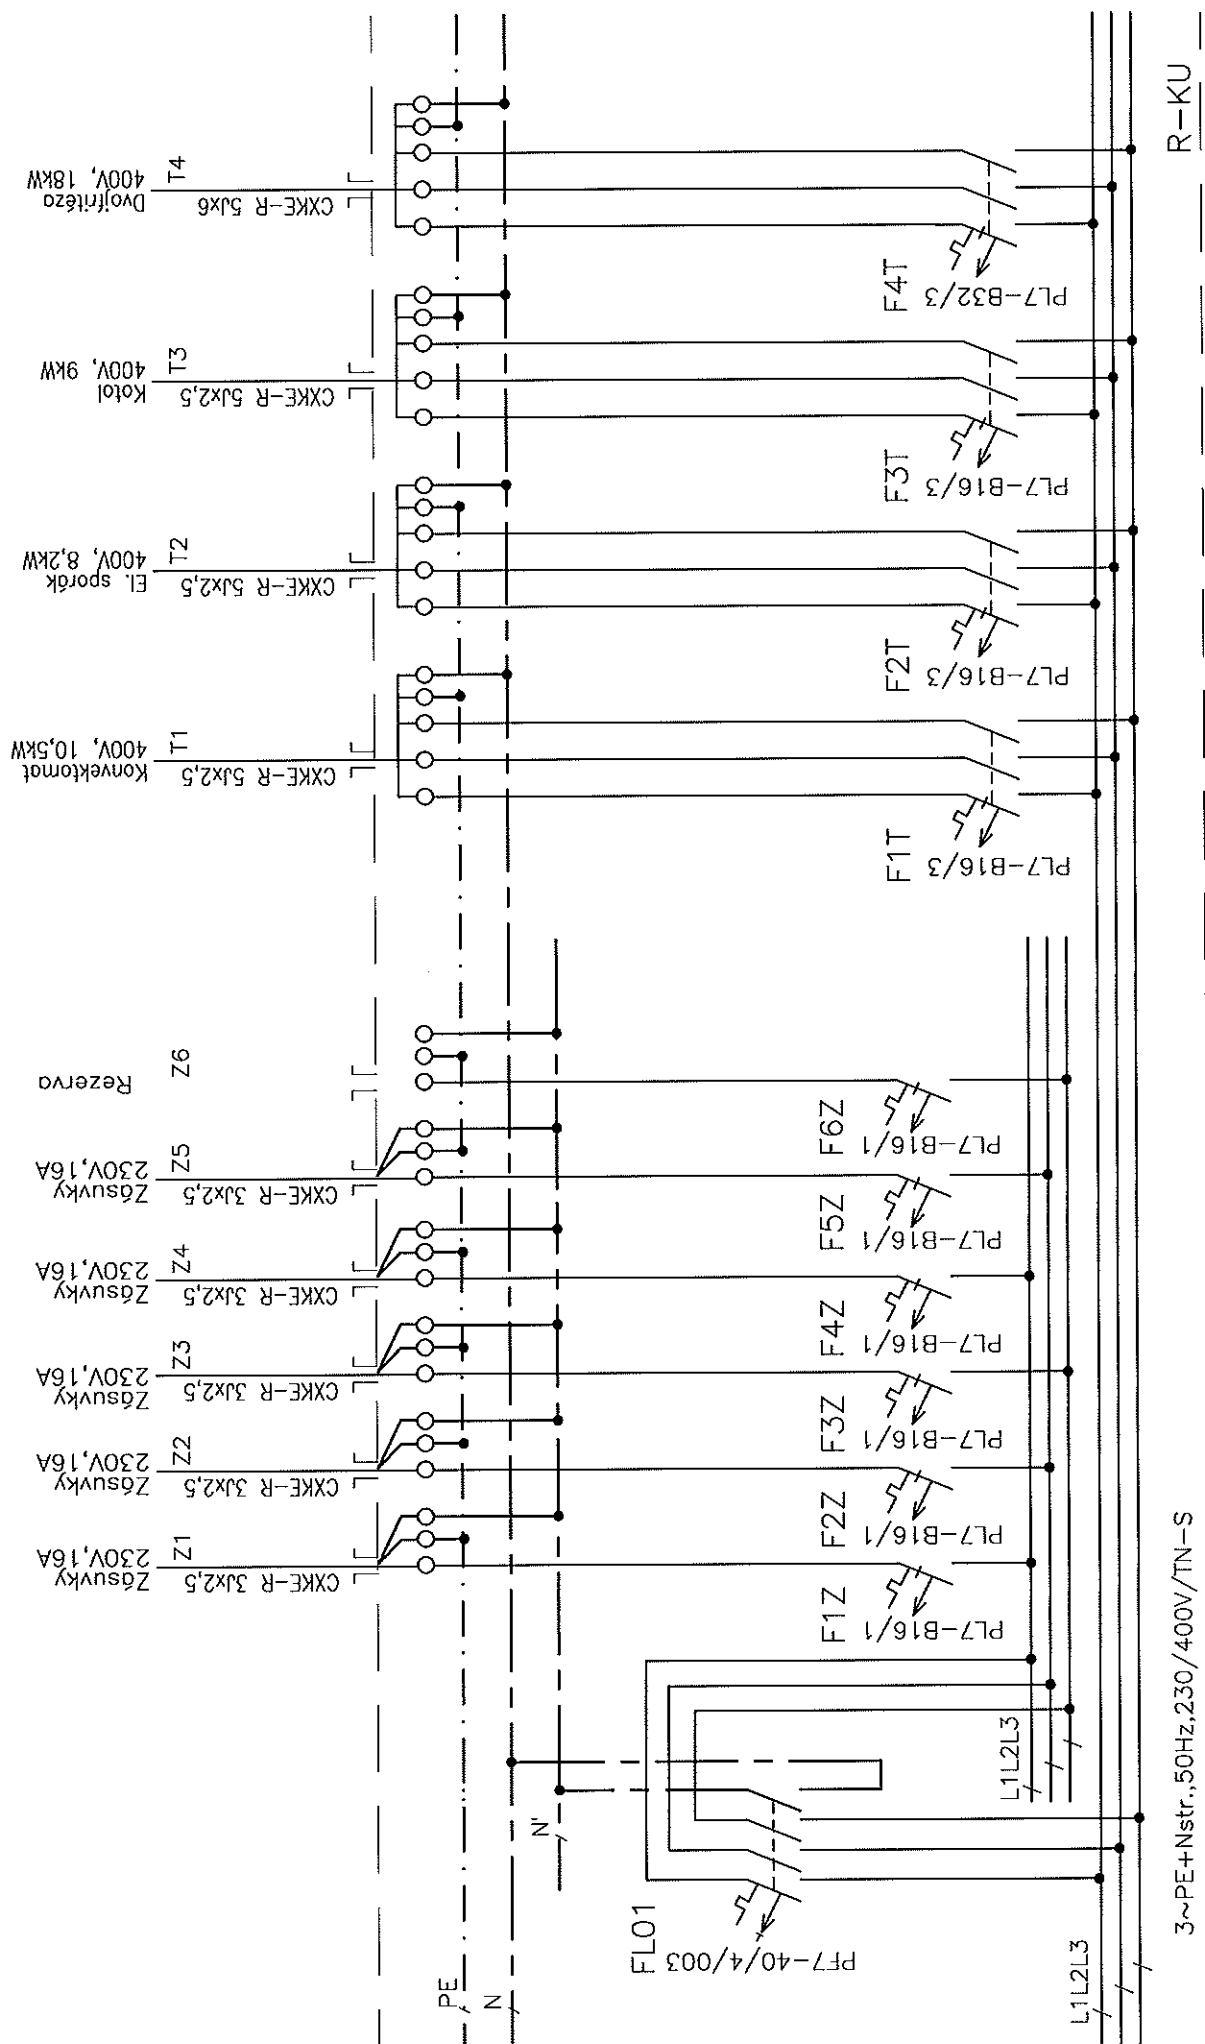 Zásuvky
230V,16A
Z1
CXKE-R 3Jx2,5
Zásuvky
230V,16A
Z2
CXKE-R 3Jx2,5
Zásuvky
230V,16A
Z3
CXKE-R 3Jx2,5
Zásuvky
230V,16A
Z4
CXKE-R 3Jx2,5
Zásuvky
230V,16A
Z5
CXKE-R 3Jx2,5
Rezerva
Z6
Konvektomat
400V, 10,5kW
T1
CXKE-R 5Jx2,5
El. sporák
400V, 8,2kW
T2
CXKE-R 5Jx2,5
Kotol
400V, 9kW
T3
CXKE-R 5Jx2,5
Dvojfritéza
400V, 18kW
T4
CXKE-R 5Jx6
PE
N
N'
FLO1
PF7-40/4/003
F1Z
PL7-B16/1
F2Z
PL7-B16/1
F3Z
PL7-B16/1
F4Z
PL7-B16/1
F5Z
PL7-B16/1
F6Z
PL7-B16/1
F1T
PL7-B16/3
F2T
PL7-B16/3
F3T
PL7-B16/3
F4T
PL7-B32/3
L1L2L3
L1L2L3
3~PE+Nstr.,50Hz,230/400V/TN-S
R-KU